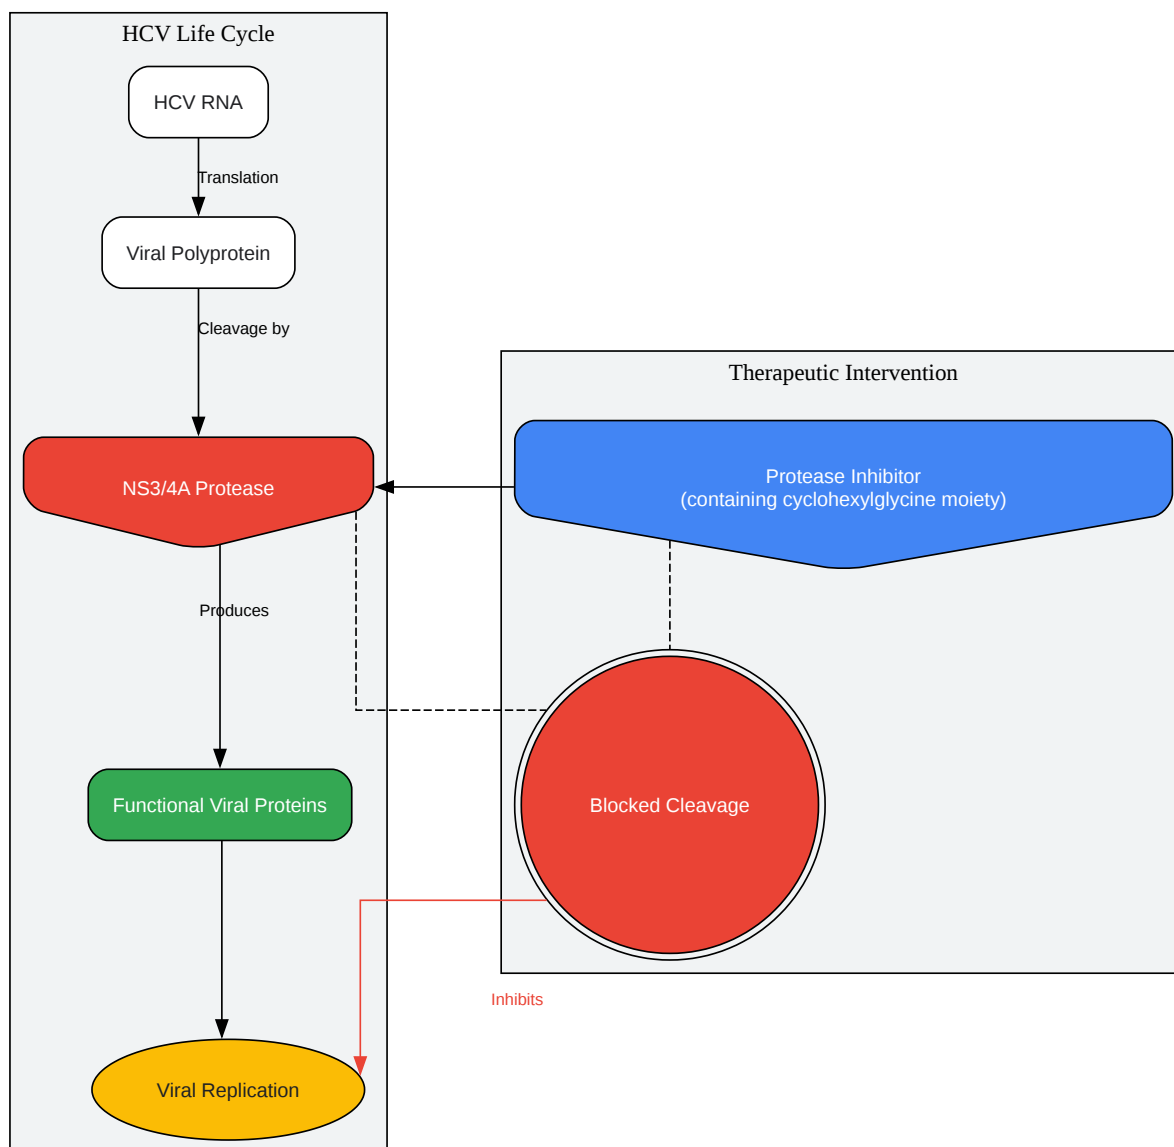 HCV Life Cycle
HCV RNA
Translation
Viral Polyprotein
Cleavage by
NS3/4A Protease
Produces
Functional Viral Proteins
Viral Replication
Therapeutic Intervention
Protease Inhibitor
(containing cyclohexylglycine moiety)
Blocked Cleavage
Inhibits